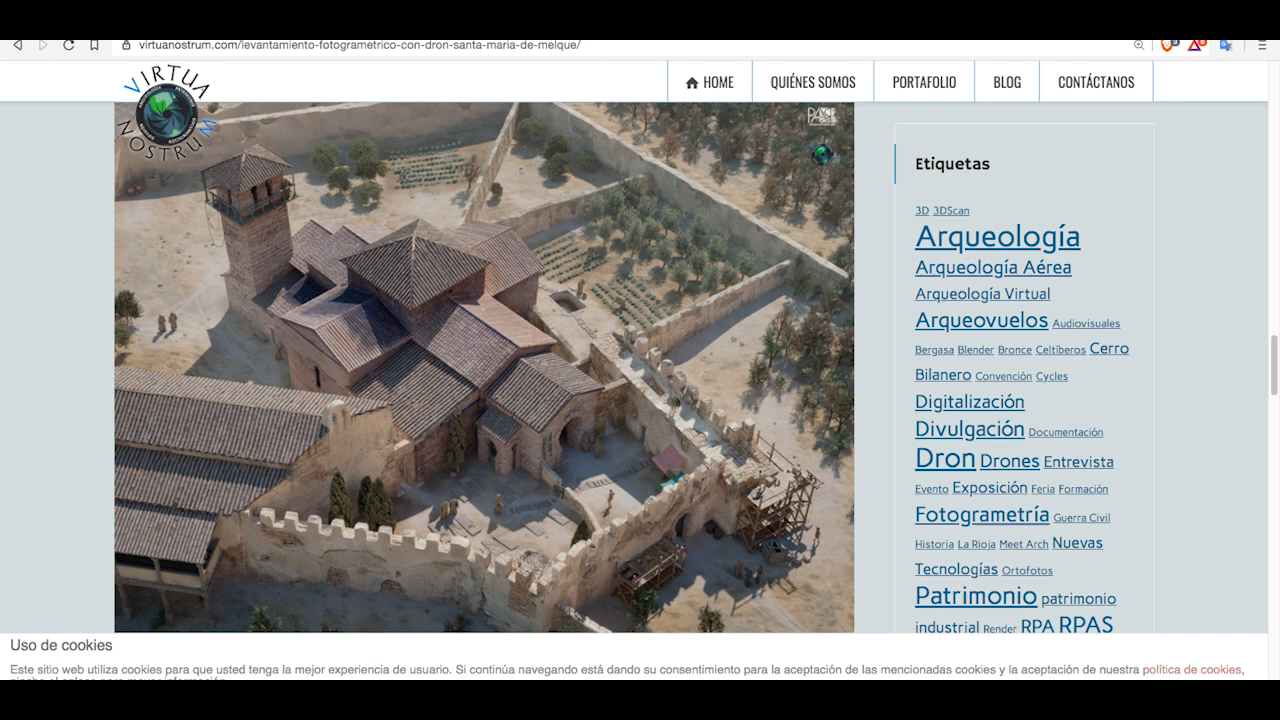 virtuanostrum.com/levantamiento-fotogrametrico-con-dron-santa-maria-de-melque/
VIRTUA
NOSTRUM
HOME
QUIÉNES SOMOS
PORTAFOLIO
BLOG
CONTÁCTANOS
Etiquetas
3D 3DScan
Arqueología
Arqueología Aérea
Arqueología Virtual
Arqueovuelos Audiovisuales
Bergasa Blender Bronce Celtíberos Cerro
Bilanero Convención Cycles
Digitalización
Divulgación Documentación
Dron Drones Entrevista
Evento Exposición Feria Formación
Fotogrametría Guerra Civil
Historia La Rioja Meet Arch Nuevas
Tecnologías Ortofotos
Patrimonio patrimonio
industrial Render RPA RPAS
Uso de cookies
Este sitio web utiliza cookies para que usted tenga la mejor experiencia de usuario. Si continúa navegando está dando su consentimiento para la aceptación de las mencionadas cookies y la aceptación de nuestra política de cookies,